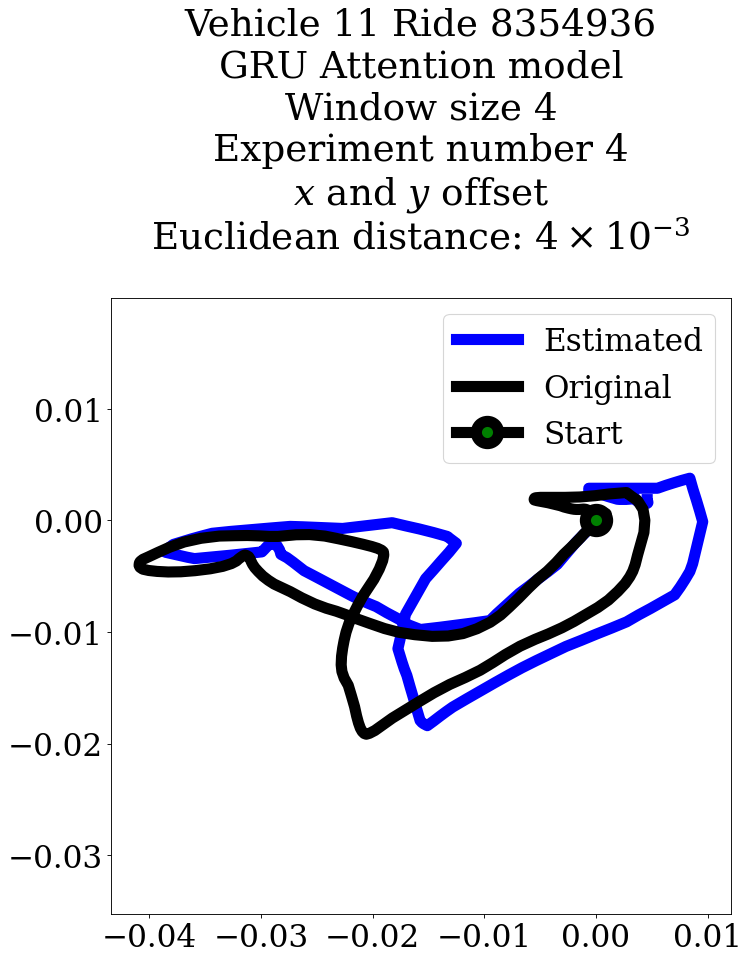 Vehicle 11 Ride 8354936
GRU Attention model
Window size 4
Experiment number 4
x and y offset
Euclidean distance: 4 × 10⁻³
Estimated
Original
Start
0.01
0.00
−0.01
−0.02
−0.03
−0.04 −0.03 −0.02 −0.01 0.00 0.01